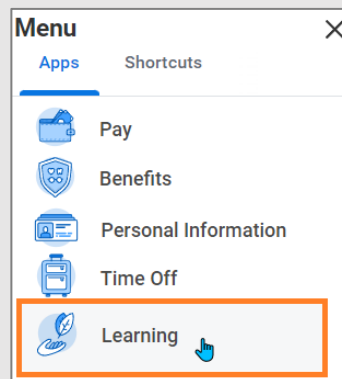 Menu
Apps Shortcuts
Pay
Benefits
Personal Information
Time Off
Learning